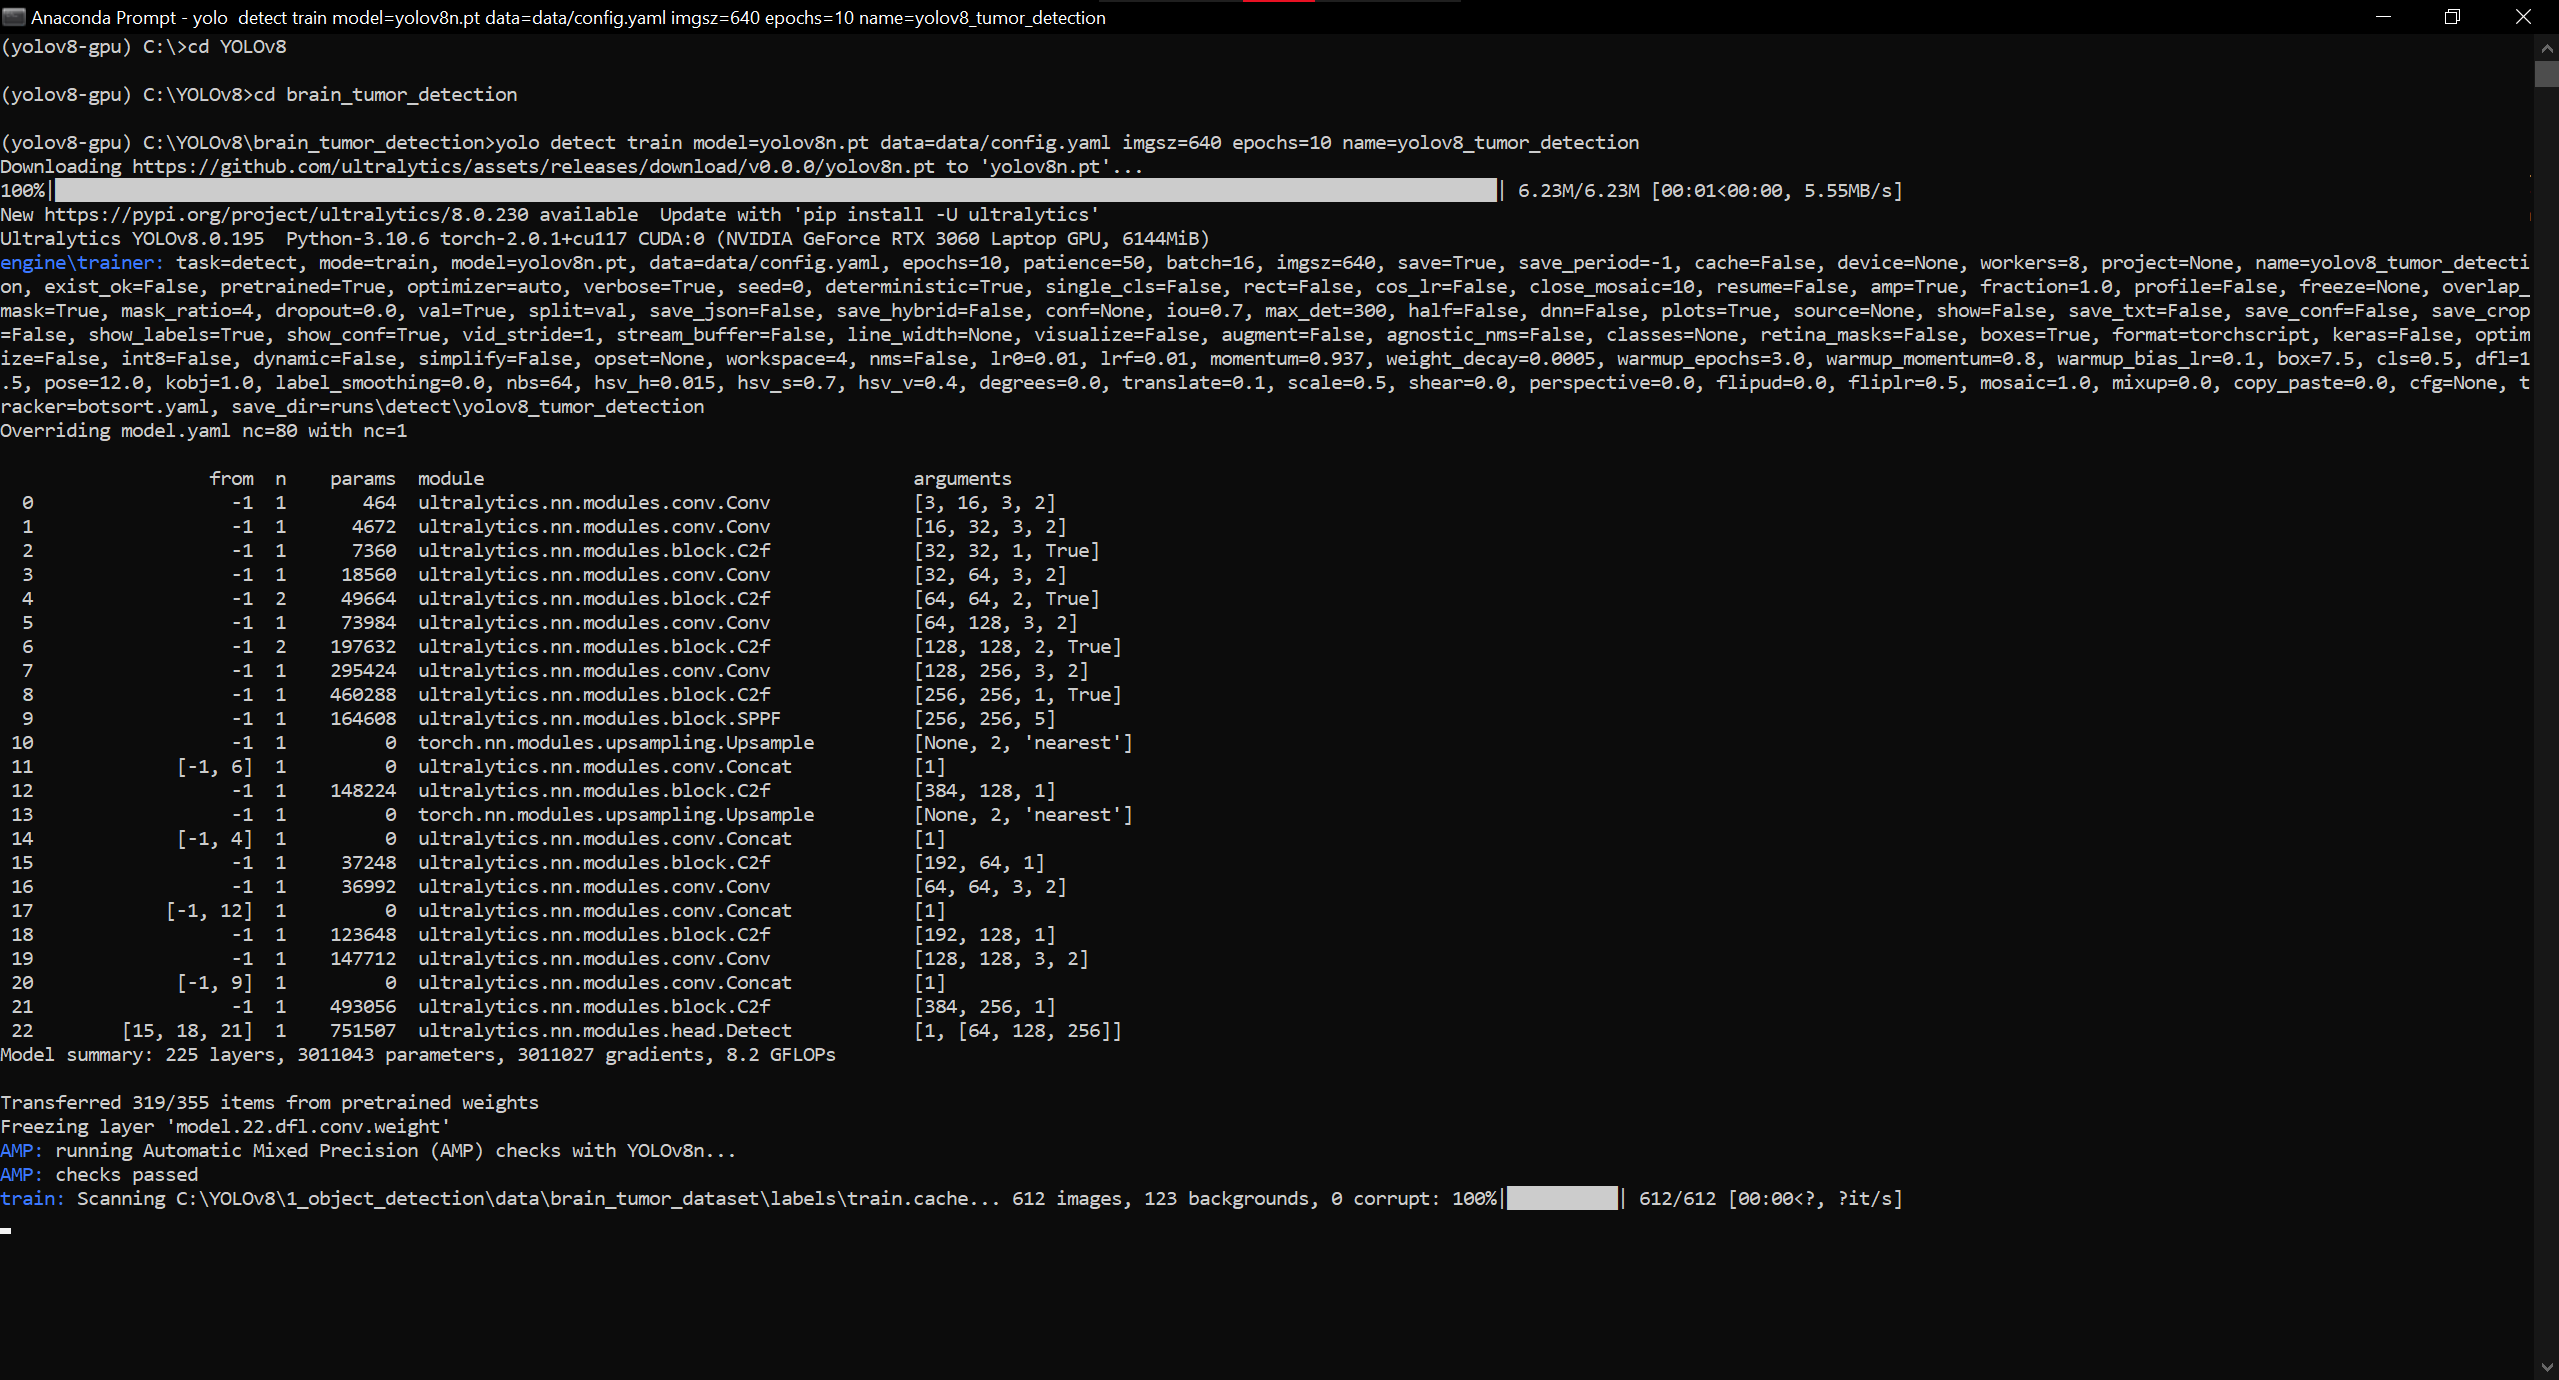 Anaconda Prompt - yolo  detect train model=yolov8n.pt data=data/config.yaml imgsz=640 epochs=10 name=yolov8_tumor_detection
(yolov8-gpu) C:\>cd YOLOv8
(yolov8-gpu) C:\YOLOv8>cd brain_tumor_detection
(yolov8-gpu) C:\YOLOv8\brain_tumor_detection>yolo detect train model=yolov8n.pt data=data/config.yaml imgsz=640 epochs=10 name=yolov8_tumor_detection
Downloading https://github.com/ultralytics/assets/releases/download/v0.0.0/yolov8n.pt to 'yolov8n.pt'...
100%|                    | 6.23M/6.23M [00:01<00:00, 5.55MB/s]
New https://pypi.org/project/ultralytics/8.0.230 available  Update with 'pip install -U ultralytics'
Ultralytics YOLOv8.0.195  Python-3.10.6 torch-2.0.1+cu117 CUDA:0 (NVIDIA GeForce RTX 3060 Laptop GPU, 6144MiB)
engine\trainer: task=detect, mode=train, model=yolov8n.pt, data=data/config.yaml, epochs=10, patience=50, batch=16, imgsz=640, save=True, save_period=-1, cache=False, device=None, workers=8, project=None, name=yolov8_tumor_detecti
on, exist_ok=False, pretrained=True, optimizer=auto, verbose=True, seed=0, deterministic=True, single_cls=False, rect=False, cos_lr=False, close_mosaic=10, resume=False, amp=True, fraction=1.0, profile=False, freeze=None, overlap_
mask=True, mask_ratio=4, dropout=0.0, val=True, split=val, save_json=False, save_hybrid=False, conf=None, iou=0.7, max_det=300, half=False, dnn=False, plots=True, source=None, show=False, save_txt=False, save_conf=False, save_crop
=False, show_labels=True, show_conf=True, vid_stride=1, stream_buffer=False, line_width=None, visualize=False, augment=False, agnostic_nms=False, classes=None, retina_masks=False, boxes=True, format=torchscript, keras=False, optim
ize=False, int8=False, dynamic=False, simplify=False, opset=None, workspace=4, nms=False, lr0=0.01, lrf=0.01, momentum=0.937, weight_decay=0.0005, warmup_epochs=3.0, warmup_momentum=0.8, warmup_bias_lr=0.1, box=7.5, cls=0.5, dfl=1
.5, pose=12.0, kobj=1.0, label_smoothing=0.0, nbs=64, hsv_h=0.015, hsv_s=0.7, hsv_v=0.4, degrees=0.0, translate=0.1, scale=0.5, shear=0.0, perspective=0.0, flipud=0.0, fliplr=0.5, mosaic=1.0, mixup=0.0, copy_paste=0.0, cfg=None, t
racker=botsort.yaml, save_dir=runs\detect\yolov8_tumor_detection
Overriding model.yaml nc=80 with nc=1
from  n    params  module                                       arguments
0                  -1  1       464  ultralytics.nn.modules.conv.Conv             [3, 16, 3, 2]
1                  -1  1      4672  ultralytics.nn.modules.conv.Conv             [16, 32, 3, 2]
2                  -1  1      7360  ultralytics.nn.modules.block.C2f             [32, 32, 1, True]
3                  -1  1     18560  ultralytics.nn.modules.conv.Conv             [32, 64, 3, 2]
4                  -1  2     49664  ultralytics.nn.modules.block.C2f             [64, 64, 2, True]
5                  -1  1     73984  ultralytics.nn.modules.conv.Conv             [64, 128, 3, 2]
6                  -1  2    197632  ultralytics.nn.modules.block.C2f             [128, 128, 2, True]
7                  -1  1    295424  ultralytics.nn.modules.conv.Conv             [128, 256, 3, 2]
8                  -1  1    460288  ultralytics.nn.modules.block.C2f             [256, 256, 1, True]
9                  -1  1    164608  ultralytics.nn.modules.block.SPPF            [256, 256, 5]
10                  -1  1         0  torch.nn.modules.upsampling.Upsample         [None, 2, 'nearest']
11             [-1, 6]  1         0  ultralytics.nn.modules.conv.Concat           [1]
12                  -1  1    148224  ultralytics.nn.modules.block.C2f             [384, 128, 1]
13                  -1  1         0  torch.nn.modules.upsampling.Upsample         [None, 2, 'nearest']
14             [-1, 4]  1         0  ultralytics.nn.modules.conv.Concat           [1]
15                  -1  1     37248  ultralytics.nn.modules.block.C2f             [192, 64, 1]
16                  -1  1     36992  ultralytics.nn.modules.conv.Conv             [64, 64, 3, 2]
17            [-1, 12]  1         0  ultralytics.nn.modules.conv.Concat           [1]
18                  -1  1    123648  ultralytics.nn.modules.block.C2f             [192, 128, 1]
19                  -1  1    147712  ultralytics.nn.modules.conv.Conv             [128, 128, 3, 2]
20             [-1, 9]  1         0  ultralytics.nn.modules.conv.Concat           [1]
21                  -1  1    493056  ultralytics.nn.modules.block.C2f             [384, 256, 1]
22        [15, 18, 21]  1    751507  ultralytics.nn.modules.head.Detect           [1, [64, 128, 256]]
Model summary: 225 layers, 3011043 parameters, 3011027 gradients, 8.2 GFLOPs
Transferred 319/355 items from pretrained weights
Freezing layer 'model.22.dfl.conv.weight'
AMP: running Automatic Mixed Precision (AMP) checks with YOLOv8n...
AMP: checks passed
train: Scanning C:\YOLOv8\1_object_detection\data\brain_tumor_dataset\labels\train.cache... 612 images, 123 backgrounds, 0 corrupt: 100%|          | 612/612 [00:00<?, ?it/s]